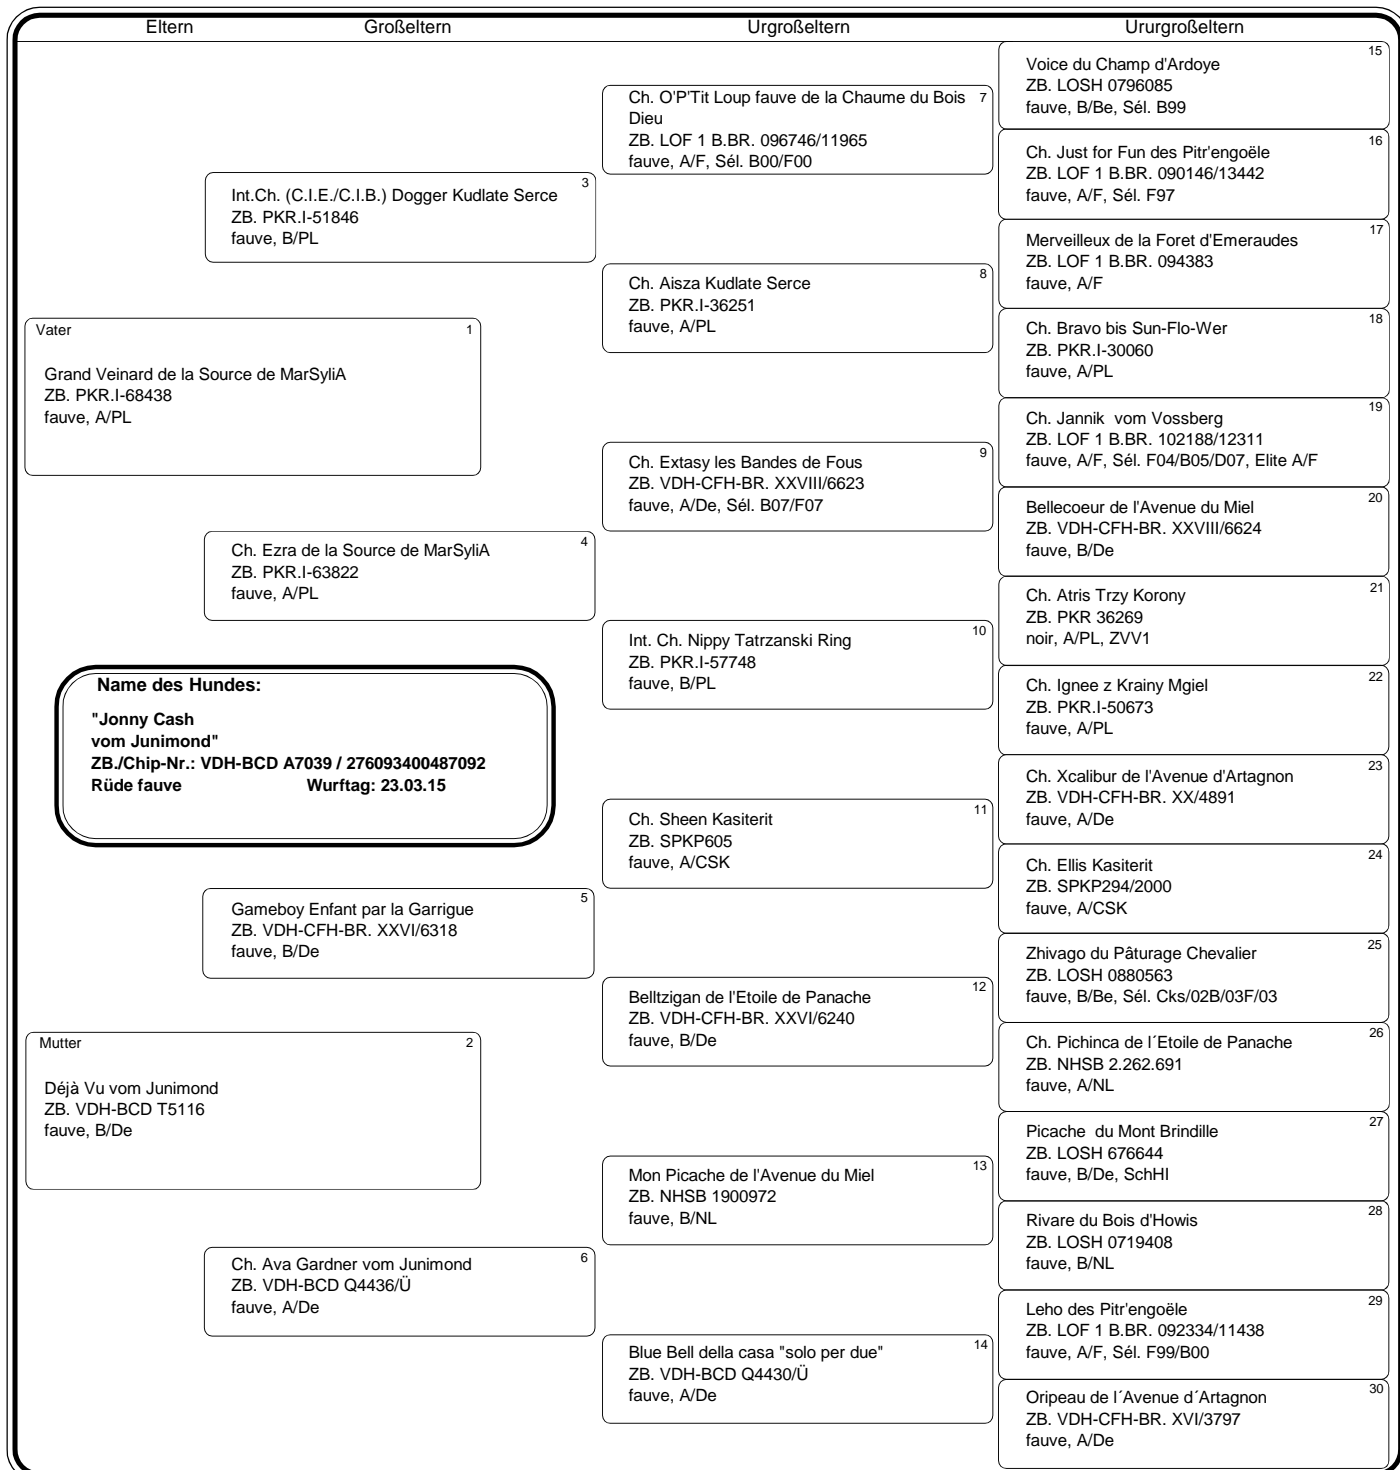 Eltern Großeltern Urgroßeltern Ururgroßeltern
Vater 1
Grand Veinard de la Source de MarSyliA
ZB. PKR.I-68438
fauve, A/PL
Name des Hundes:
"Jonny Cash
vom Junimond"
ZB./Chip-Nr.: VDH-BCD A7039 / 276093400487092
Rüde fauve Wurftag: 23.03.15
Mutter 2
Déjà Vu vom Junimond
ZB. VDH-BCD T5116
fauve, B/De
3
Int.Ch. (C.I.E./C.I.B.) Dogger Kudlate Serce
ZB. PKR.I-51846
fauve, B/PL
4
Ch. Ezra de la Source de MarSyliA
ZB. PKR.I-63822
fauve, A/PL
5
Gameboy Enfant par la Garrigue
ZB. VDH-CFH-BR. XXVI/6318
fauve, B/De
6
Ch. Ava Gardner vom Junimond
ZB. VDH-BCD Q4436/Ü
fauve, A/De
Ch. O'P'Tit Loup fauve de la Chaume du Bois 7
Dieu
ZB. LOF 1 B.BR. 096746/11965
fauve, A/F, Sél. B00/F00
8
Ch. Aisza Kudlate Serce
ZB. PKR.I-36251
fauve, A/PL
9
Ch. Extasy les Bandes de Fous
ZB. VDH-CFH-BR. XXVIII/6623
fauve, A/De, Sél. B07/F07
10
Int. Ch. Nippy Tatrzanski Ring
ZB. PKR.I-57748
fauve, B/PL
11
Ch. Sheen Kasiterit
ZB. SPKP605
fauve, A/CSK
12
Belltzigan de l'Etoile de Panache
ZB. VDH-CFH-BR. XXVI/6240
fauve, B/De
13
Mon Picache de l'Avenue du Miel
ZB. NHSB 1900972
fauve, B/NL
14
Blue Bell della casa "solo per due"
ZB. VDH-BCD Q4430/Ü
fauve, A/De
15
Voice du Champ d'Ardoye
ZB. LOSH 0796085
fauve, B/Be, Sél. B99
16
Ch. Just for Fun des Pitr'engoële
ZB. LOF 1 B.BR. 090146/13442
fauve, A/F, Sél. F97
17
Merveilleux de la Foret d'Emeraudes
ZB. LOF 1 B.BR. 094383
fauve, A/F
18
Ch. Bravo bis Sun-Flo-Wer
ZB. PKR.I-30060
fauve, A/PL
19
Ch. Jannik vom Vossberg
ZB. LOF 1 B.BR. 102188/12311
fauve, A/F, Sél. F04/B05/D07, Elite A/F
20
Bellecoeur de l'Avenue du Miel
ZB. VDH-CFH-BR. XXVIII/6624
fauve, B/De
21
Ch. Atris Trzy Korony
ZB. PKR 36269
noir, A/PL, ZVV1
22
Ch. Ignee z Krainy Mgiel
ZB. PKR.I-50673
fauve, A/PL
23
Ch. Xcalibur de l'Avenue d'Artagnon
ZB. VDH-CFH-BR. XX/4891
fauve, A/De
24
Ch. Ellis Kasiterit
ZB. SPKP294/2000
fauve, A/CSK
25
Zhivago du Pâturage Chevalier
ZB. LOSH 0880563
fauve, B/Be, Sél. Cks/02B/03F/03
26
Ch. Pichinca de l´Etoile de Panache
ZB. NHSB 2.262.691
fauve, A/NL
27
Picache du Mont Brindille
ZB. LOSH 676644
fauve, B/De, SchHI
28
Rivare du Bois d'Howis
ZB. LOSH 0719408
fauve, B/NL
29
Leho des Pitr'engoële
ZB. LOF 1 B.BR. 092334/11438
fauve, A/F, Sél. F99/B00
30
Oripeau de l´Avenue d´Artagnon
ZB. VDH-CFH-BR. XVI/3797
fauve, A/De